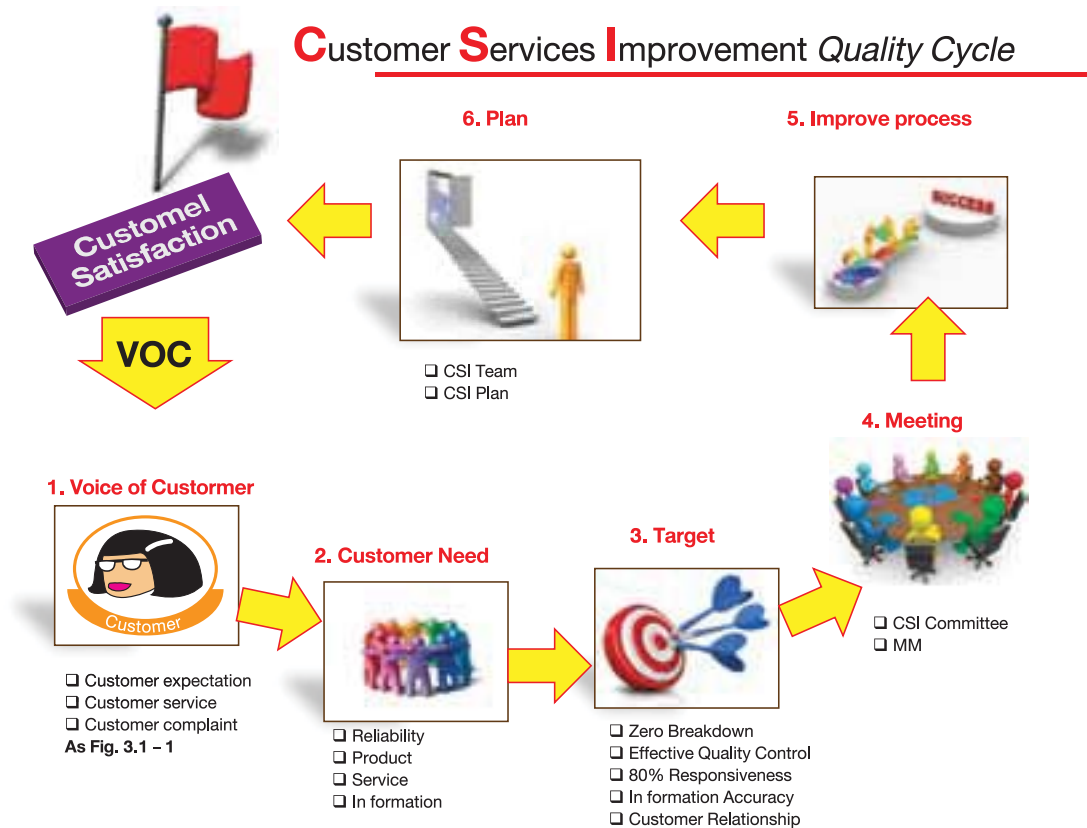 Customer Services Improvement Quality Cycle
6. Plan
5. Improve process
SUCCESS
Customel
Satisfaction
❑ CSI Team
❑ CSI Plan
VOC
4. Meeting
1. Voice of Custormer
Customer
❑ Customer expectation
❑ Customer service
❑ Customer complaint
As Fig. 3.1 – 1
2. Customer Need
❑ Reliability
❑ Product
❑ Service
❑ In formation
3. Target
❑ Zero Breakdown
❑ Effective Quality Control
❑ 80% Responsiveness
❑ In formation Accuracy
❑ Customer Relationship
❑ CSI Committee
❑ MM